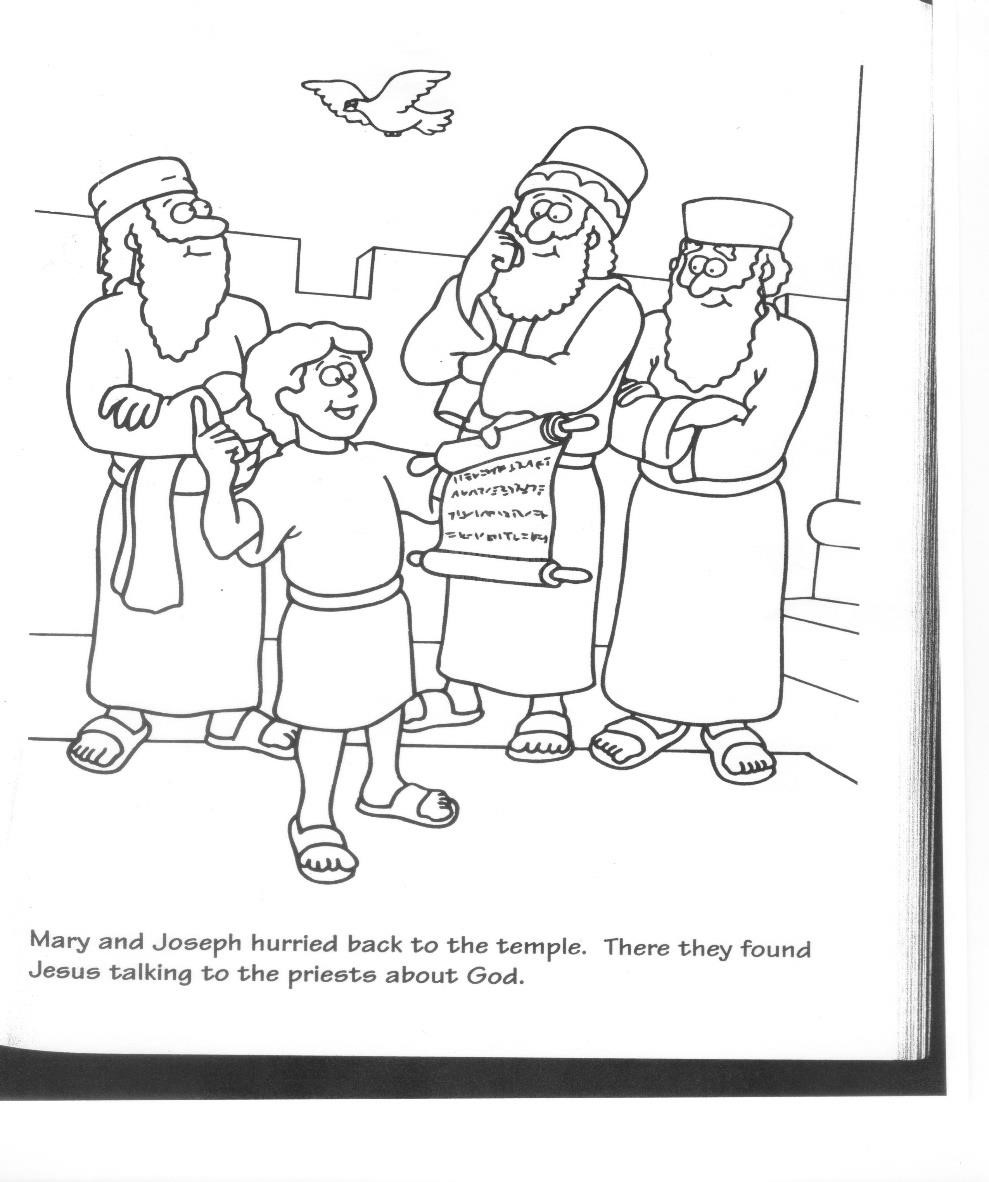 Mary and Joseph hurried back to the temple. There they found
Jesus talking to the priests about God.